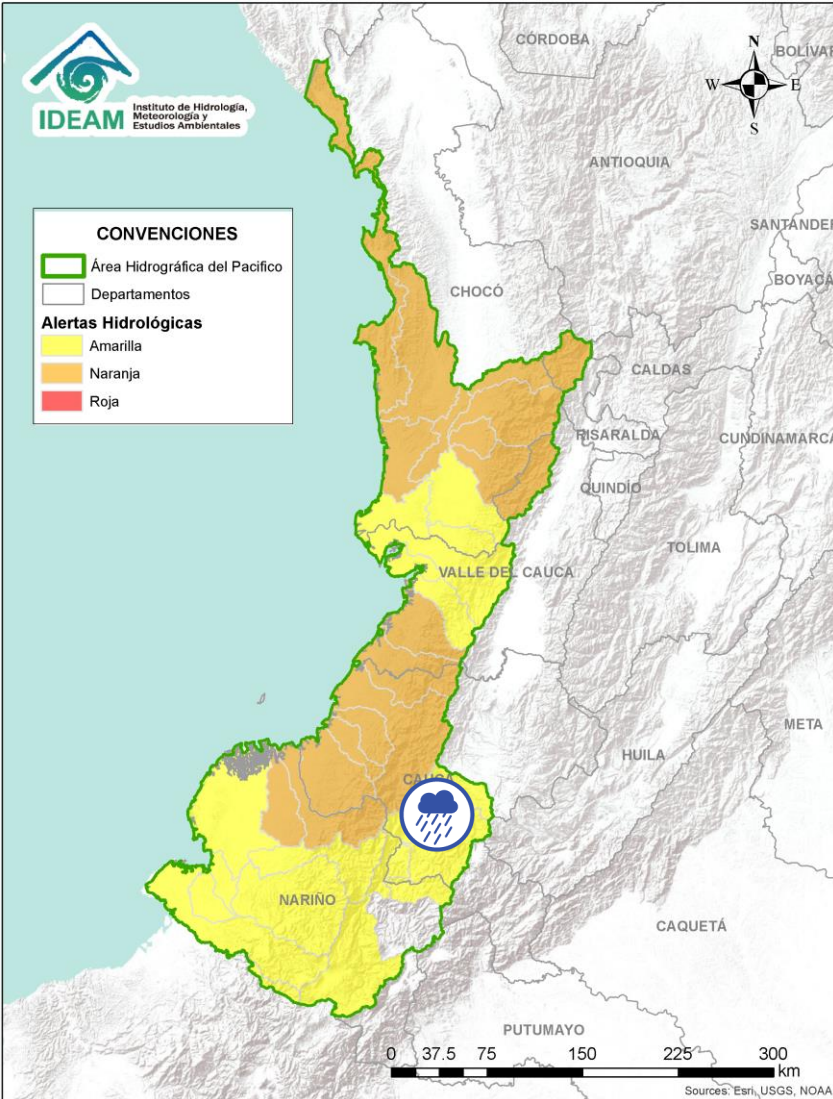 IDEAM
Instituto de Hidrología,
Meteorología y
Estudios Ambientales
CONVENCIONES
Área Hidrográfica del Pacifico
Departamentos
Alertas Hidrológicas
Amarilla
Naranja
Roja
N
W
E
S
CÓRDOBA
BOLÍVAR
ANTIOQUIA
SANTANDER
BOYACÁ
CHOCÓ
CALDAS
RISARALDA
CUNDINAMARCA
QUINDÍO
TOLIMA
VALLE DEL CAUCA
META
HUILA
CAUCA
NARIÑO
CAQUETÁ
PUTUMAYO
0 37.5 75 150 225 300
km
Sources: Esri, USGS, NOAA